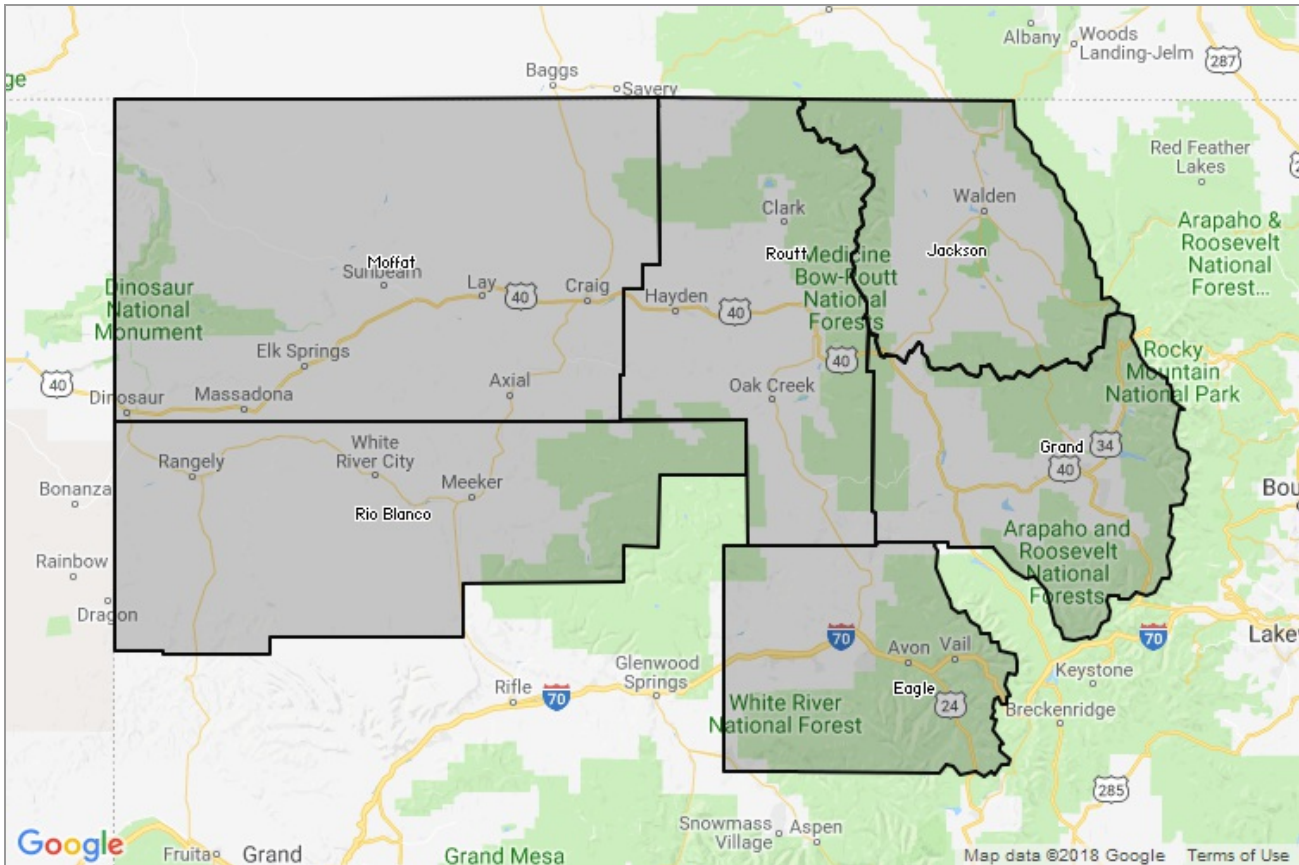 Albany
Woods
Landing-Jelm
287
ge
Baggs
Savery
Red Feather
Lakes
Walden
Clark
Arapaho &
Roosevelt
National
Forest...
Moffat
Sunbeam
Routt
Medicine
Bow-Routt
National
Forests
Jackson
Dinosaur
National
Monument
Lay
40
Craig
Hayden
40
Elk Springs
40
Rocky
Mountain
National Park
40
Axial
Oak Creek
Dinosaur
Massadona
White
River City
Grand
34
40
Rangely
Meeker
Bonanza
Bou
Rio Blanco
Arapaho and
Roosevelt
National
Forests
Rainbow
Dragon
70
70
Lakew
Avon
Vail
Glenwood
Springs
Keystone
Rifle
70
Eagle
24
White River
National Forest
Breckenridge
285
Snowmass
Village
Aspen
Google
Fruita
Grand
Grand Mesa
Map data ©2018 Google
Terms of Use